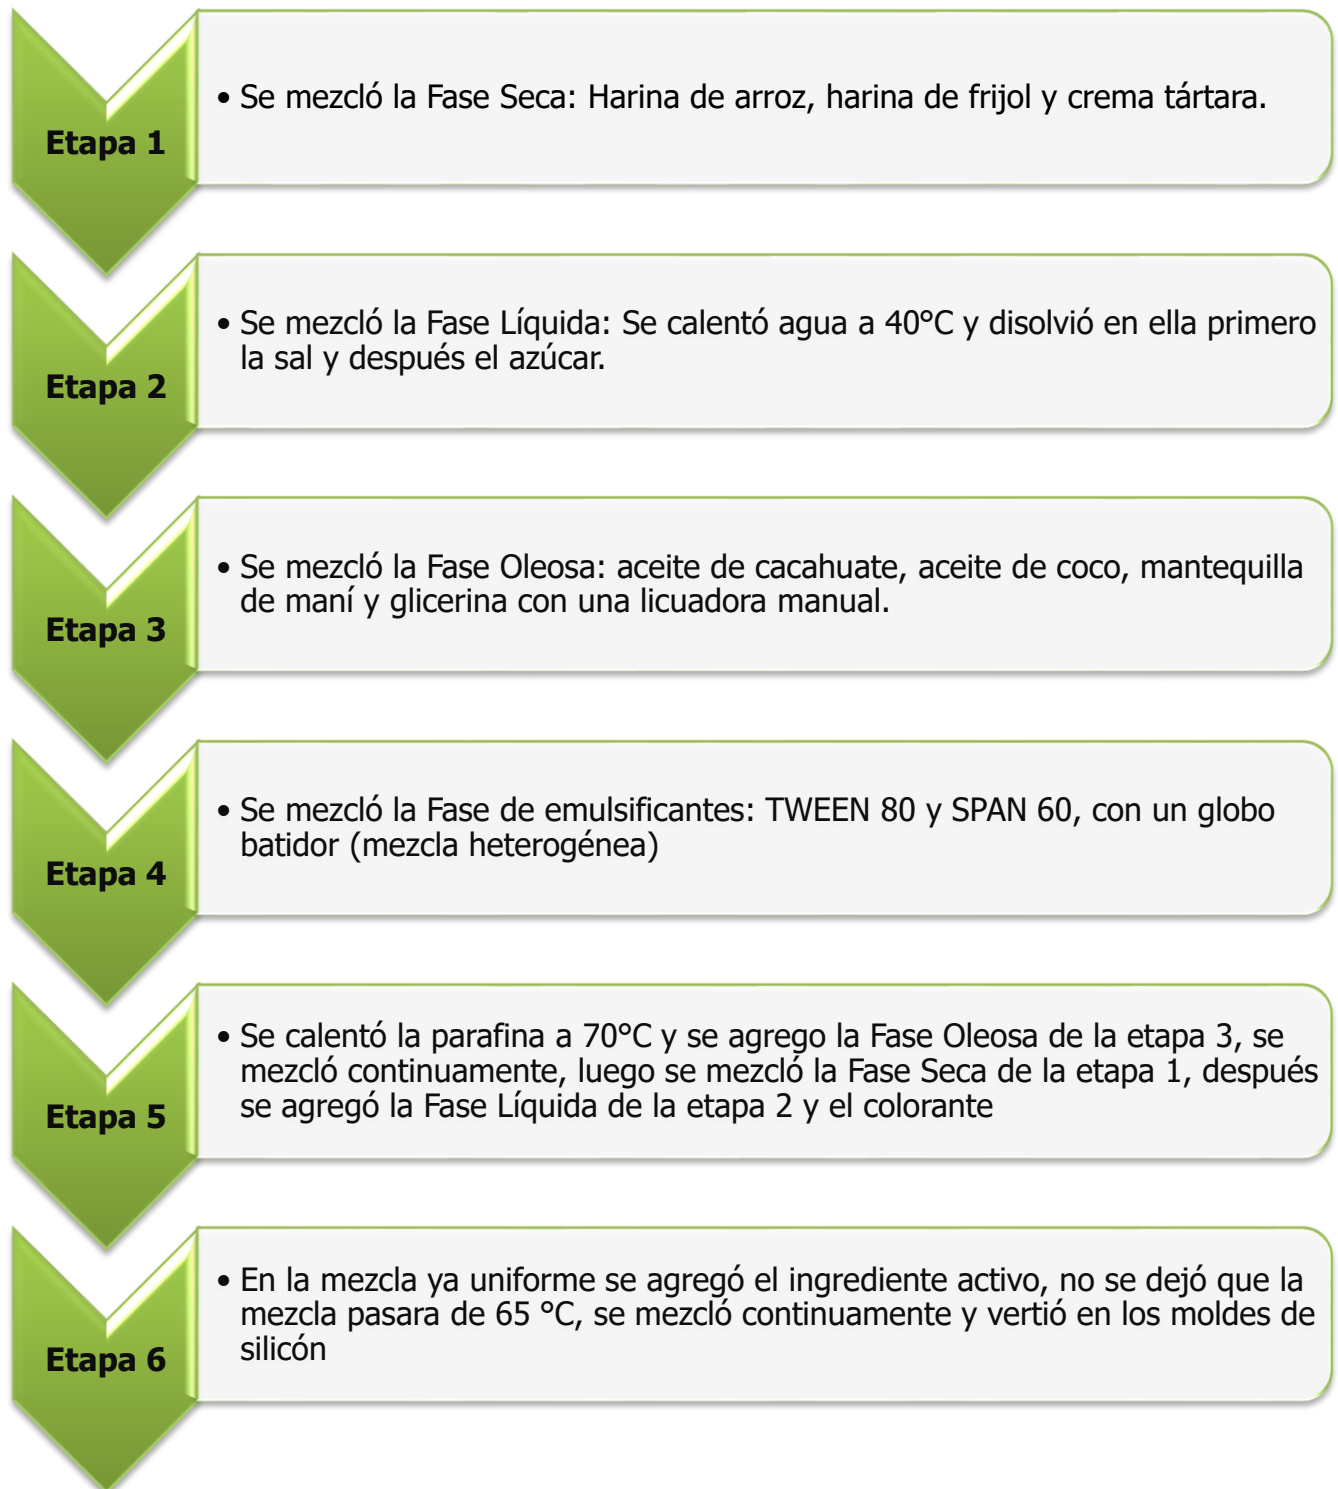 Etapa 1
• Se mezcló la Fase Seca: Harina de arroz, harina de frijol y crema tártara.
Etapa 2
• Se mezcló la Fase Líquida: Se calentó agua a 40°C y disolvió en ella primero
la sal y después el azúcar.
Etapa 3
• Se mezcló la Fase Oleosa: aceite de cacahuate, aceite de coco, mantequilla
de maní y glicerina con una licuadora manual.
Etapa 4
• Se mezcló la Fase de emulsificantes: TWEEN 80 y SPAN 60, con un globo
batidor (mezcla heterogénea)
Etapa 5
• Se calentó la parafina a 70°C y se agrego la Fase Oleosa de la etapa 3, se
mezcló continuamente, luego se mezcló la Fase Seca de la etapa 1, después
se agregó la Fase Líquida de la etapa 2 y el colorante
Etapa 6
• En la mezcla ya uniforme se agregó el ingrediente activo, no se dejó que la
mezcla pasara de 65 °C, se mezcló continuamente y vertió en los moldes de
silicón